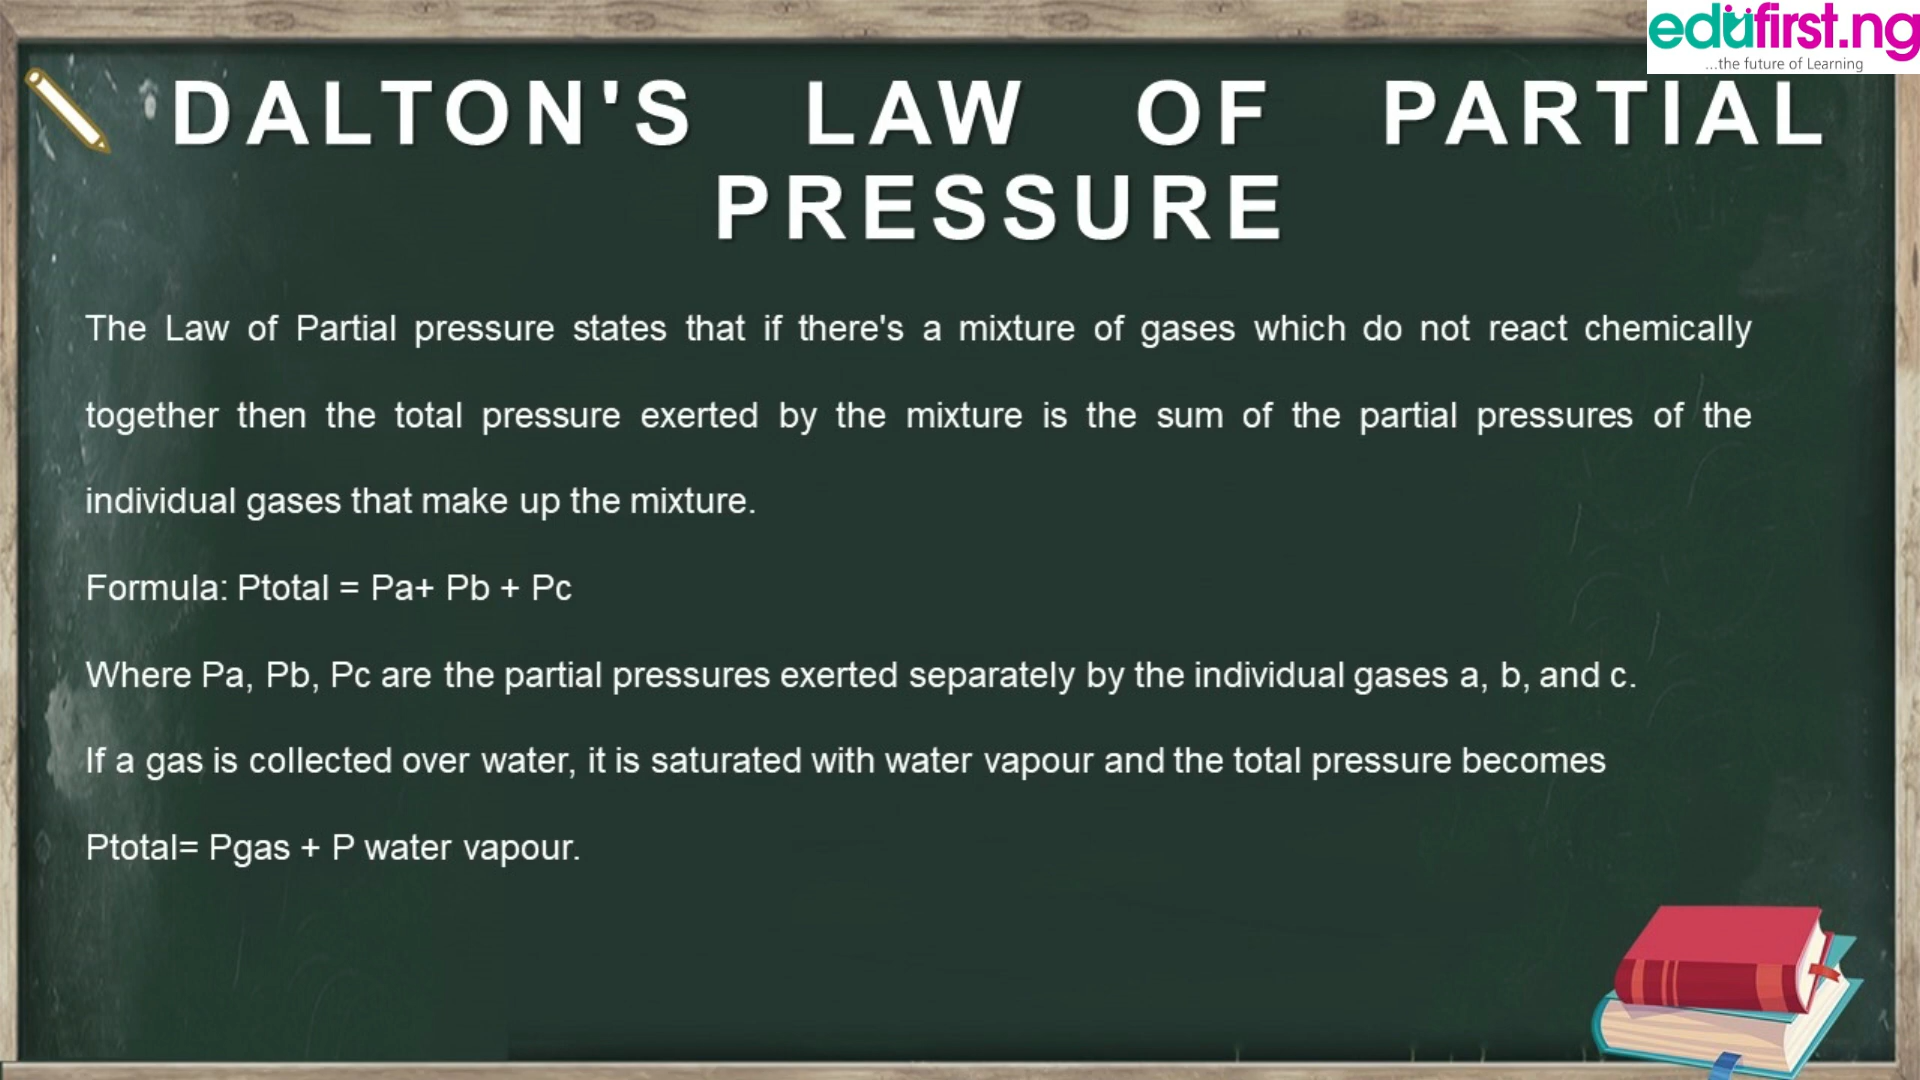 edufirst.ng
...the future of Learning
DALTON'S LAW OF PARTIAL
PRESSURE
The Law of Partial pressure states that if there's a mixture of gases which do not react chemically
together then the total pressure exerted by the mixture is the sum of the partial pressures of the
individual gases that make up the mixture.
Formula: Ptotal = Pa+ Pb + Pc
Where Pa, Pb, Pc are the partial pressures exerted separately by the individual gases a, b, and c.
If a gas is collected over water, it is saturated with water vapour and the total pressure becomes
Ptotal= Pgas + P water vapour.